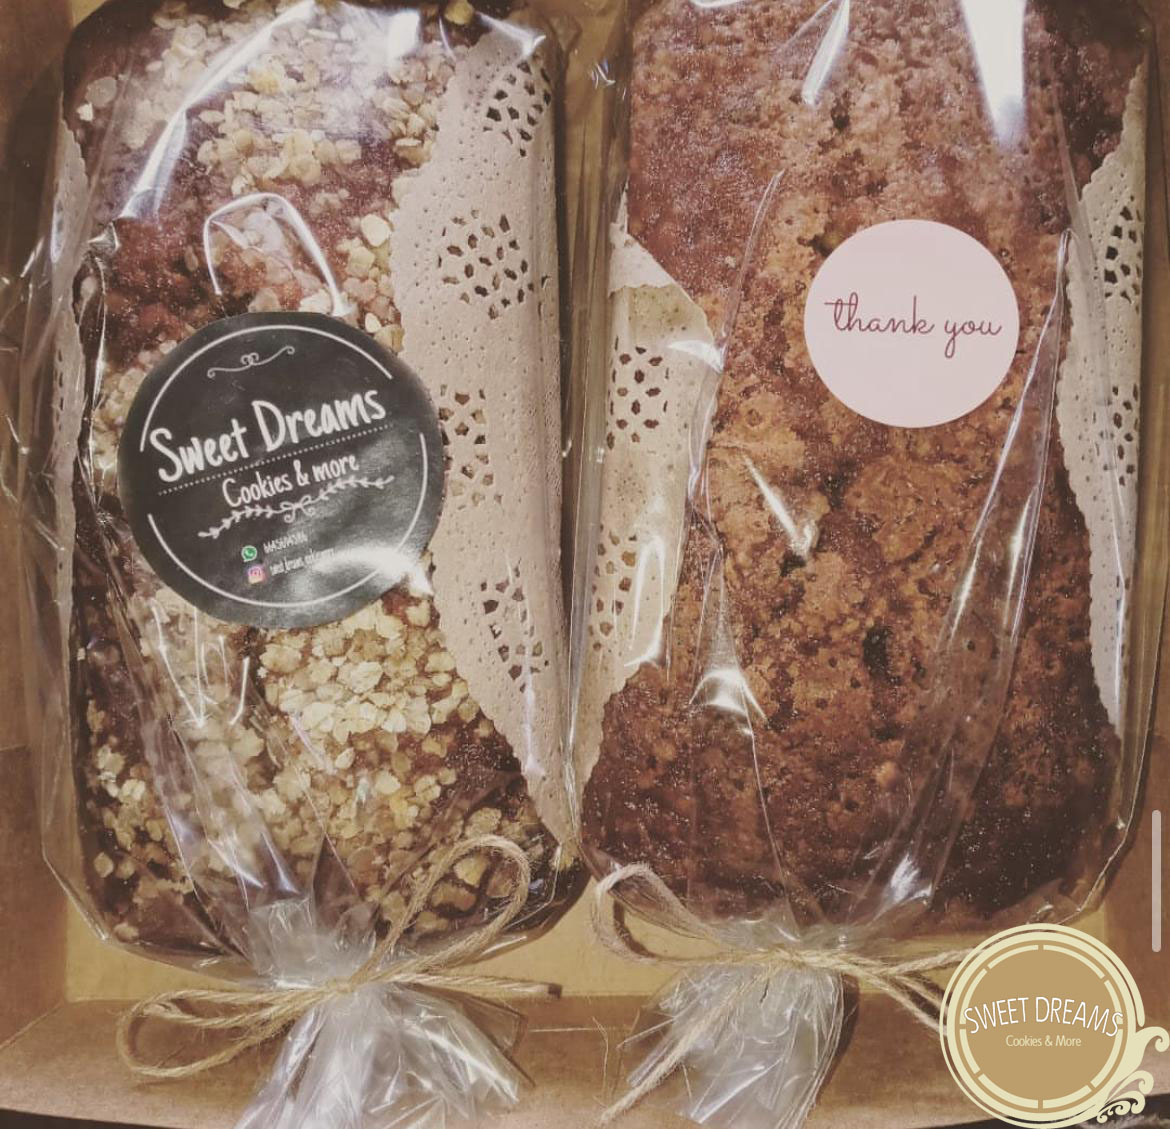 Sweet Dreams
Cookies & more
thank you
SWEET DREAMS
Cookies & More